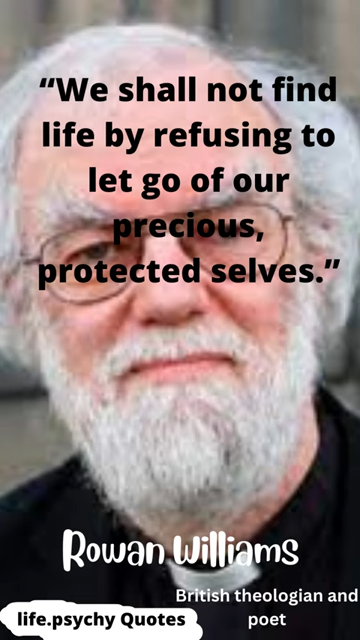 “We shall not find
life by refusing to
let go of our
precious,
protected selves.”
Rowan Williams
British theologian and
poet
life.psychy Quotes